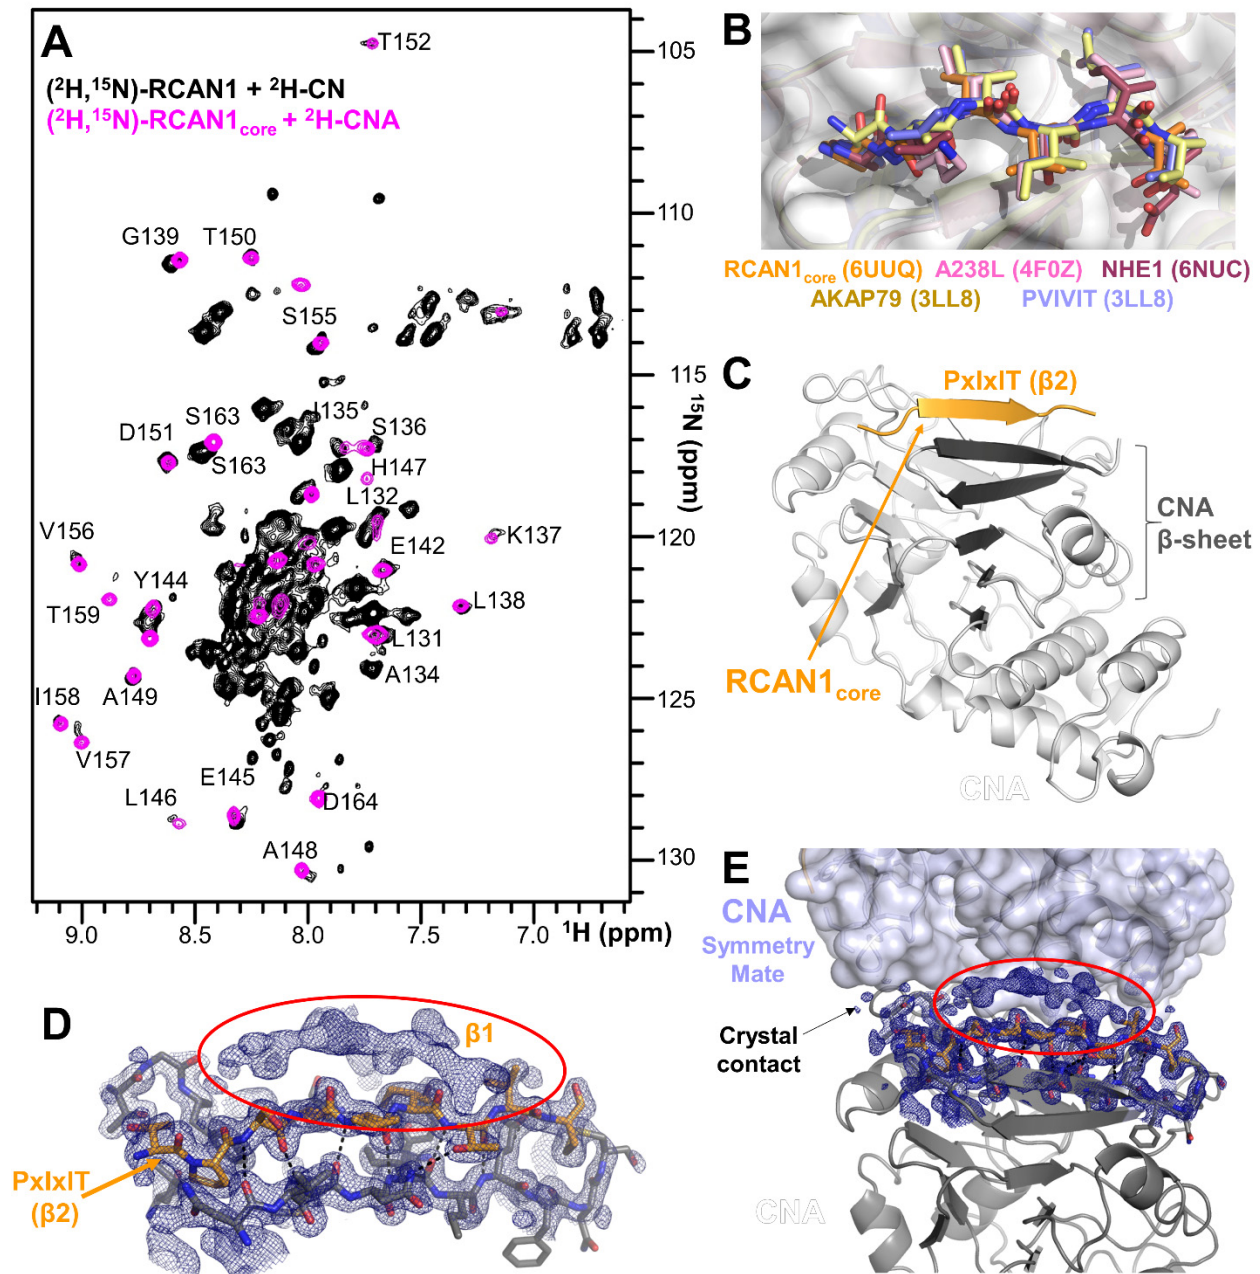 A
(²H,¹⁵N)-RCAN1 + ²H-CN
(²H,¹⁵N)-RCAN1core + ²H-CNA
T152
G139 T150
S155
I135
S163
S136
D151
S163
H147
L132
V156
K137
E142
Y144
T159
L138
L131
A134
I158
A149
V157
E145
L146
D164
A148
105
110
115
120
125
130
¹⁵N (ppm)
9.0 8.5 8.0 7.5 7.0 ¹H (ppm)
B
RCAN1core (6UUQ) A238L (4F0Z) NHE1 (6NUC)
AKAP79 (3LL8) PVIVIT (3LL8)
C
PxIxIT (β2)
CNA
β-sheet
RCAN1core
CNA
D
β1
PxIxIT
(β2)
E
CNA
Symmetry
Mate
Crystal
contact
CNA